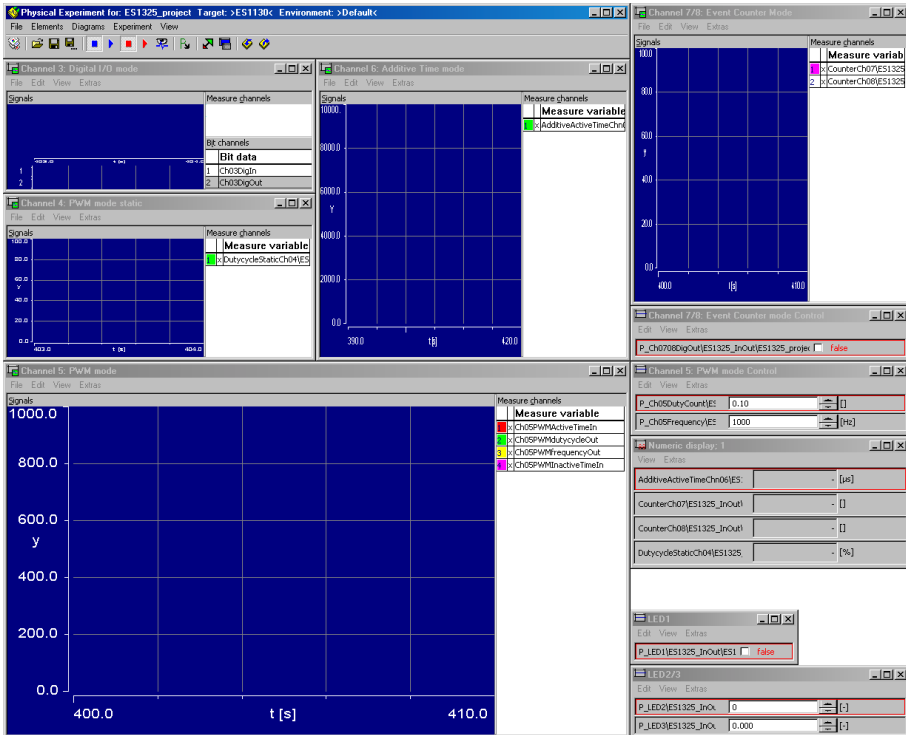 Physical Experiment for: ES1325_project Target: >ES1130< Environment: >Default<
File Elements Diagrams Experiment View
Channel 3: Digital I/O mode
File Edit View Extras
Signals
Measure channels
409.0 t [s] 404.0
1
2
Bit channels
Bit data
1 Ch03DigIn
2 Ch03DigOut
Channel 4: PWM mode static
File Edit View Extras
Signals
Measure channels
Measure variable
1 x DutycycleStaticCh04\ES
100.0
80.0
60.0
y
40.0
20.0
0.0
403.0 t [s] 404.0
Channel 6: Additive Time mode
File Edit View Extras
Signals
Measure channels
Measure variable
1 x AdditiveActiveTimeChn
10000.
8000.0
6000.0
Y
4000.0
2000.0
0.0
390.0 t[s] 420.0
Channel 7/8: Event Counter Mode
File Edit View Extras
Signals
Measure channels
Measure variab
1 x CounterCh07\ES1325
2 x CounterCh08\ES1325
100.0
80.0
60.0
Y
40.0
20.0
0.0
400.0 t[s] 410.0
Channel 7/8: Event Counter mode Control
Edit View Extras
P_Ch0708DigOut\ES1325_InOut\ES1325_projec false
Channel 5: PWM mode
File Edit View Extras
Signals
Measure channels
Measure variable
1 x Ch05PWMActiveTimeIn
2 x Ch05PWMdutycycleOut
3 x Ch05PWMfrequencyOut
4 x Ch05PWMInactiveTimeIn
1000.0
800.0
600.0
y
400.0
200.0
0.0
400.0 t [s] 410.0
Channel 5: PWM mode Control
Edit View Extras
P_Ch05DutyCount\ES 0.10 []
P_Ch05Frequency\ES 1000 [Hz]
Numeric display: 1
View Extras
AdditiveActiveTimeChn06\ES: - [µs]
CounterCh07\ES1325_InOut\ - []
CounterCh08\ES1325_InOut\ - []
DutycycleStaticCh04\ES1325_ - [%]
LED1
Edit View Extras
P_LED1\ES1325_InOut\ES1 false
LED2/3
Edit View Extras
P_LED2\ES1325_InOu 0 [-]
P_LED3\ES1325_InOu 0.000 [-]